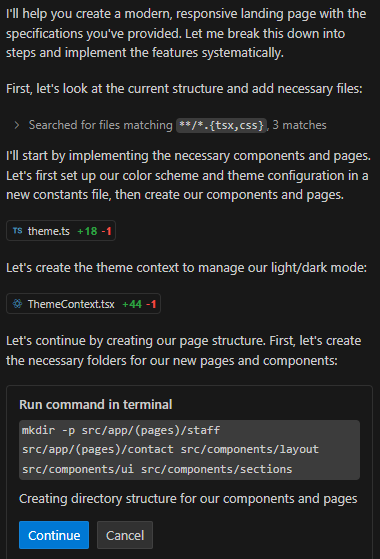 I'll help you create a modern, responsive landing page with the
specifications you've provided. Let me break this down into
steps and implement the features systematically.
First, let's look at the current structure and add necessary files:
Searched for files matching **/*.{tsx,css}, 3 matches
I'll start by implementing the necessary components and pages.
Let's first set up our color scheme and theme configuration in a
new constants file, then create our components and pages.
TS theme.ts +18 -1
Let's create the theme context to manage our light/dark mode:
ThemeContext.tsx +44 -1
Let's continue by creating our page structure. First, let's create
the necessary folders for our new pages and components:
Run command in terminal
mkdir -p src/app/(pages)/staff
src/app/(pages)/contact src/components/layout
src/components/ui src/components/sections
Creating directory structure for our components and pages
Continue Cancel